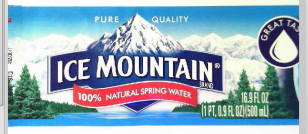 PURE QUALITY
GREAT TAS
ICE MOUNTAIN®
BRAND
100% NATURAL SPRING WATER
16.9 FL OZ
(1 PT, 0.9 FL OZ)(500 mL)